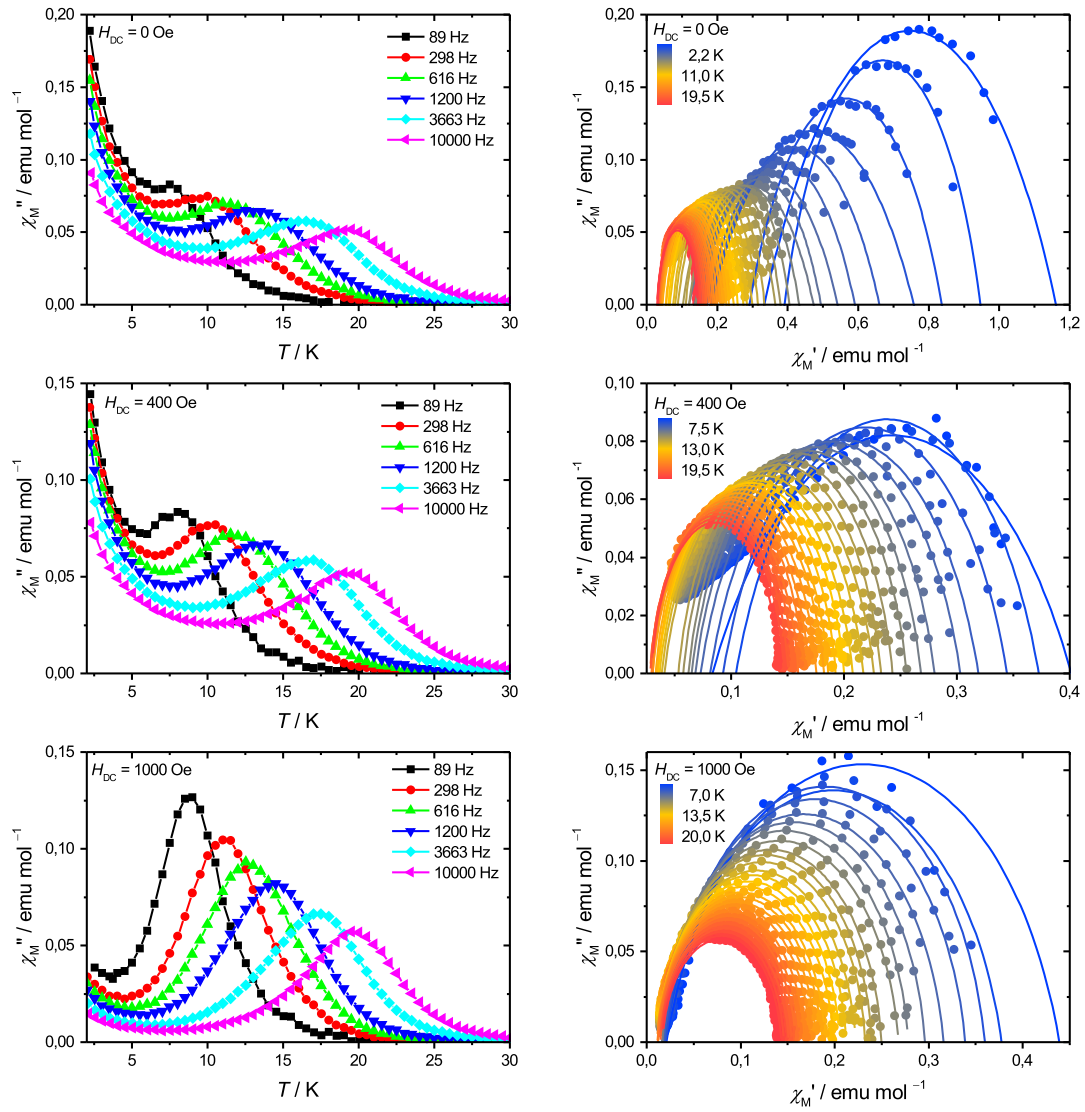 H_DC = 0 Oe
89 Hz
298 Hz
616 Hz
1200 Hz
3663 Hz
10000 Hz
0,20
0,15
0,10
0,05
0,00
χ_M'' / emu mol⁻¹
5 10 15 20 25 30
T / K
H_DC = 0 Oe
2,2 K
11,0 K
19,5 K
0,20
0,15
0,10
0,05
0,00
χ_M'' / emu mol⁻¹
0,0 0,2 0,4 0,6 0,8 1,0 1,2
χ_M' / emu mol⁻¹
H_DC = 400 Oe
89 Hz
298 Hz
616 Hz
1200 Hz
3663 Hz
10000 Hz
0,15
0,10
0,05
0,00
χ_M'' / emu mol⁻¹
5 10 15 20 25 30
T / K
H_DC = 400 Oe
7,5 K
13,0 K
19,5 K
0,10
0,08
0,06
0,04
0,02
0,00
χ_M'' / emu mol⁻¹
0,1 0,2 0,3 0,4
χ_M' / emu mol⁻¹
H_DC = 1000 Oe
89 Hz
298 Hz
616 Hz
1200 Hz
3663 Hz
10000 Hz
0,15
0,10
0,05
0,00
χ_M'' / emu mol⁻¹
5 10 15 20 25 30
T / K
H_DC = 1000 Oe
7,0 K
13,5 K
20,0 K
0,15
0,10
0,05
0,00
χ_M'' / emu mol⁻¹
0,1 0,2 0,3 0,4
χ_M' / emu mol⁻¹